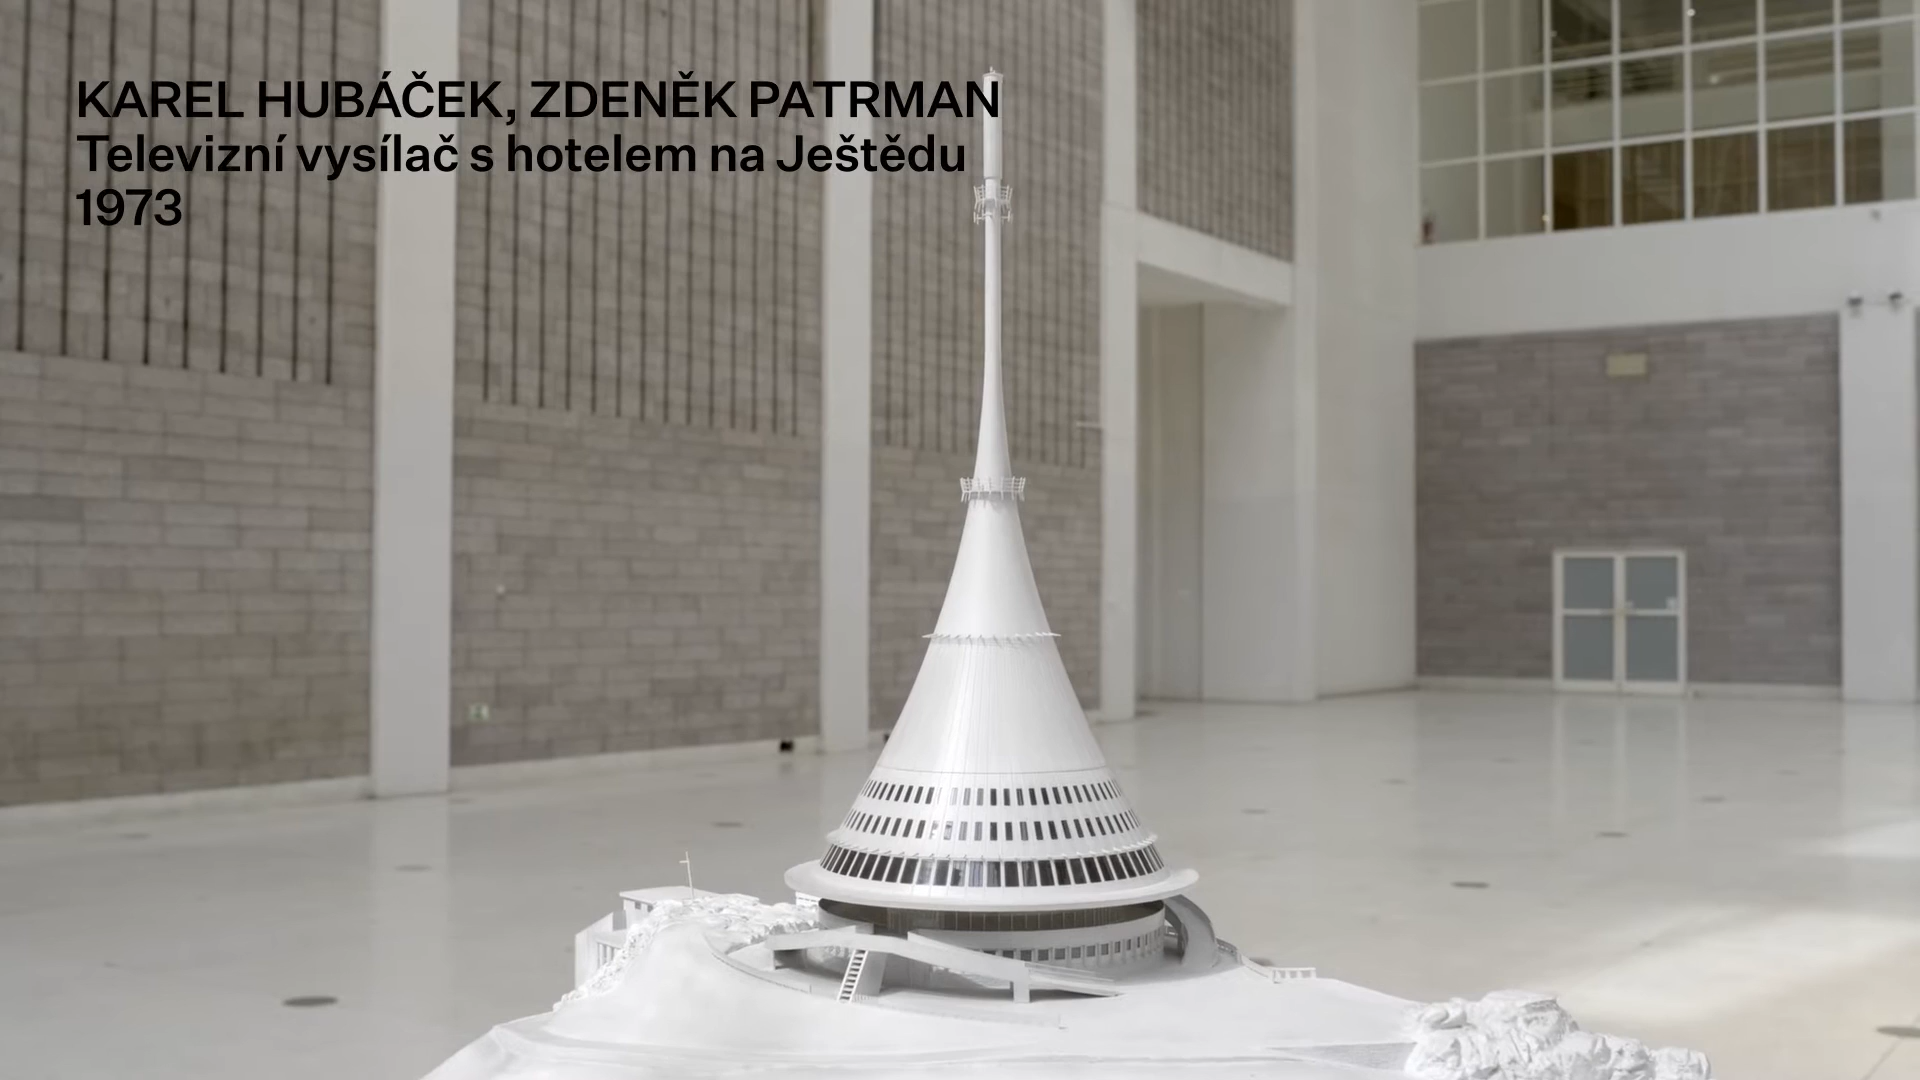 KAREL HUBÁČEK, ZDENĚK PATRMAN
Televizní vysílač s hotelem na Ještědu
1973